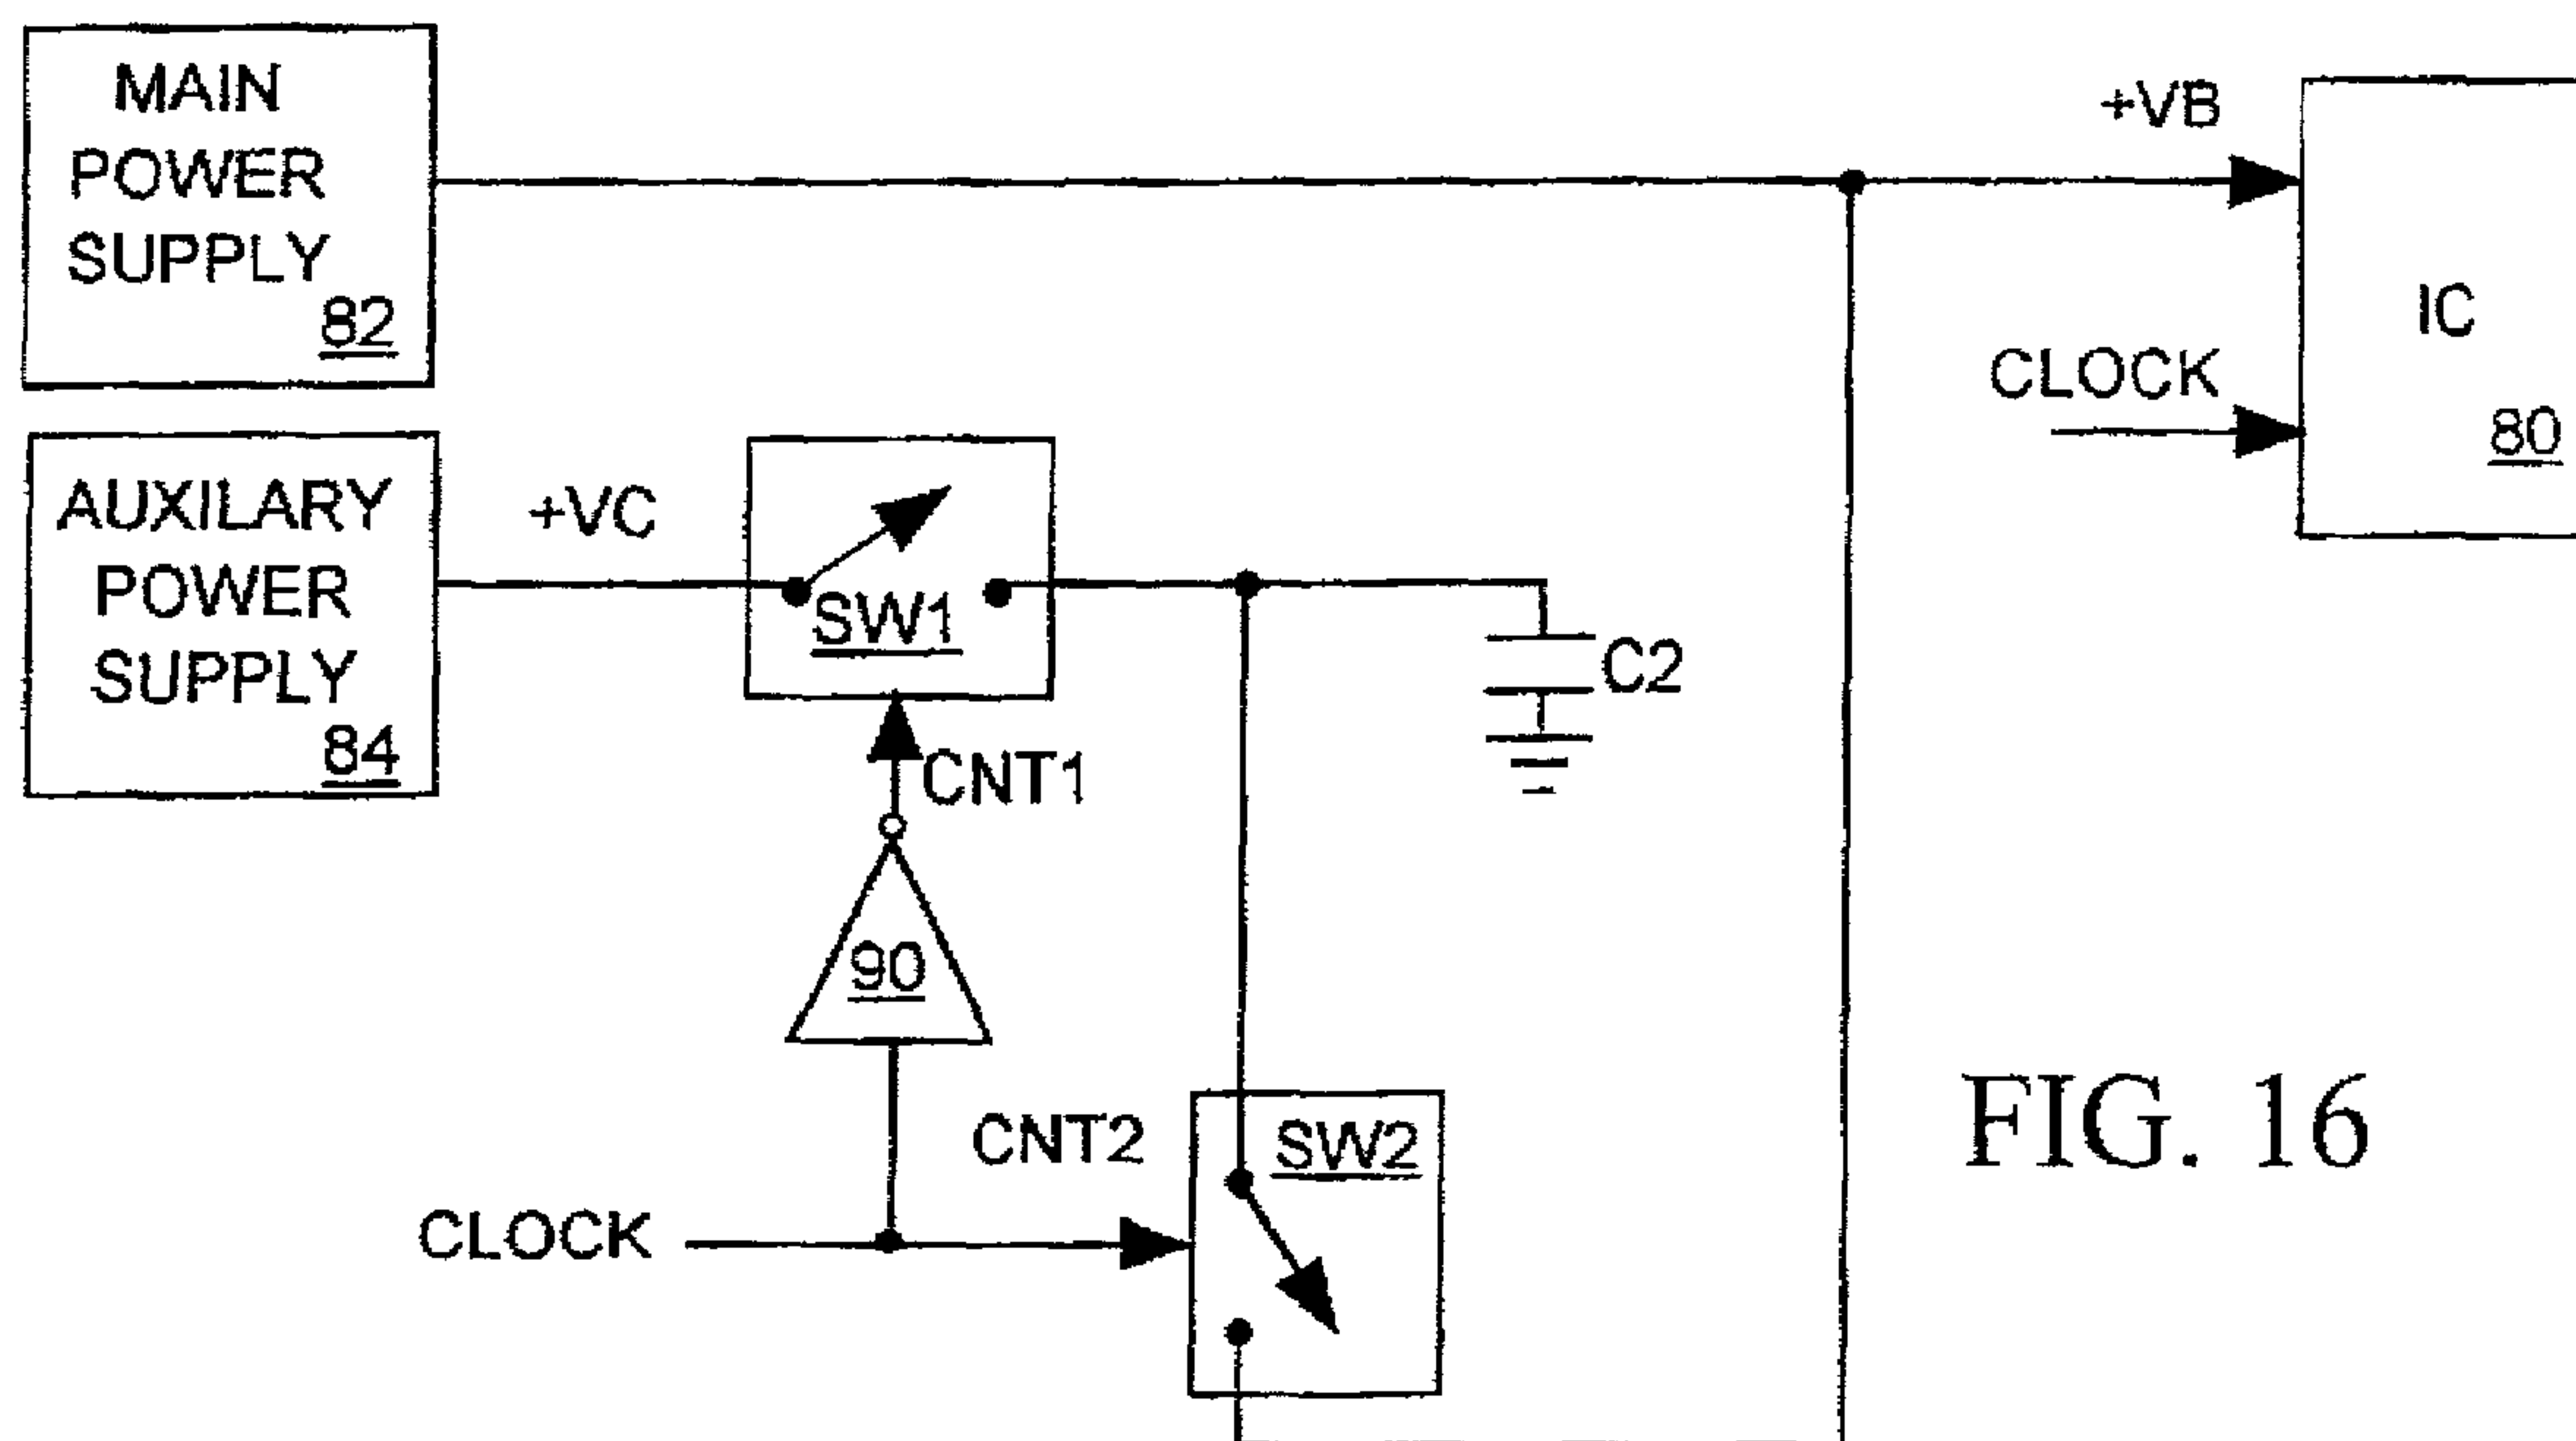 MAIN
POWER
SUPPLY
82
+VB
IC
CLOCK
80
AUXILARY
POWER
SUPPLY
84
+VC
SW1
C2
CNT1
90
CNT2
SW2
CLOCK
FIG. 16